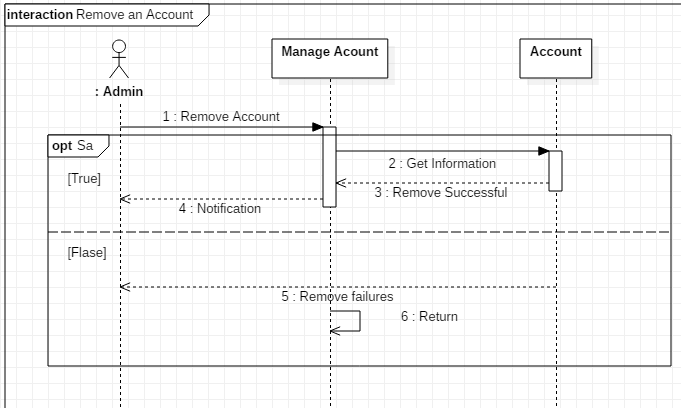 interaction Remove an Account
Manage Acount
Account
: Admin
1 : Remove Account
opt Sa
2 : Get Information
[True]
3 : Remove Successful
4 : Notification
[Flase]
5 : Remove failures
6 : Return